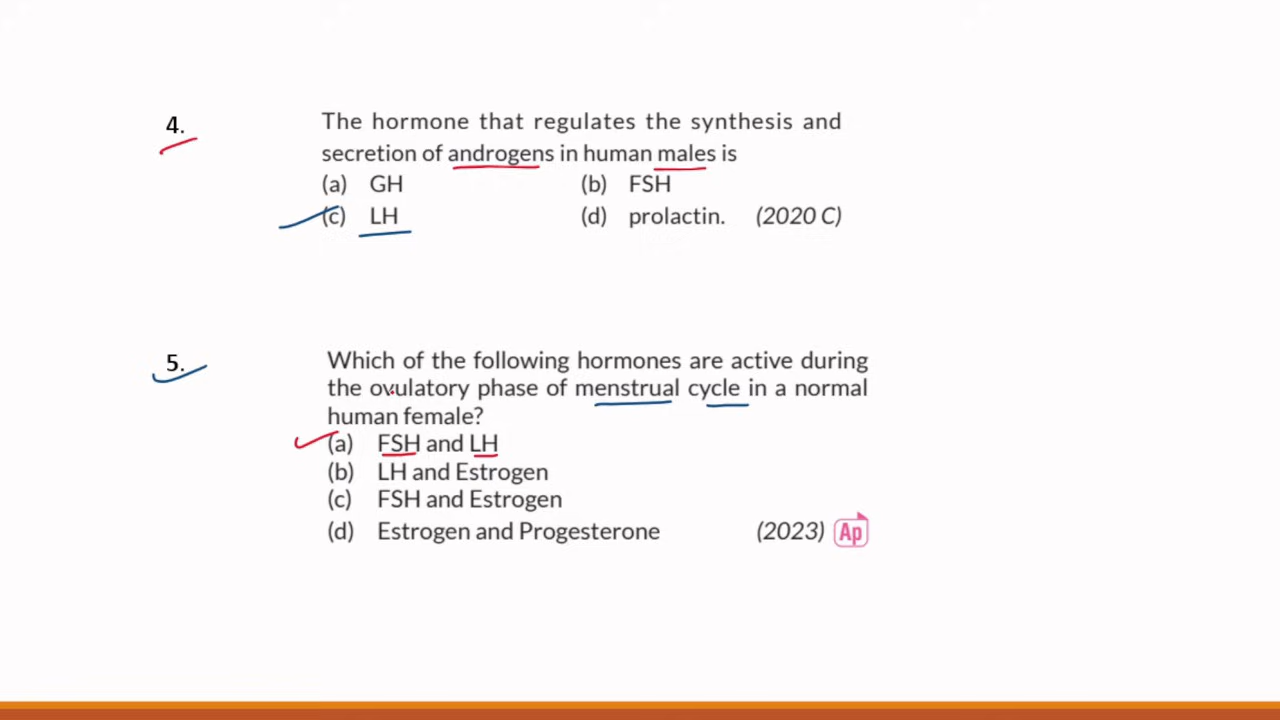 4.
The hormone that regulates the synthesis and
secretion of androgens in human males is
(a) GH (b) FSH
(c) LH (d) prolactin. (2020 C)
5.
Which of the following hormones are active during
the ovulatory phase of menstrual cycle in a normal
human female?
(a) FSH and LH
(b) LH and Estrogen
(c) FSH and Estrogen
(d) Estrogen and Progesterone (2023) Ap